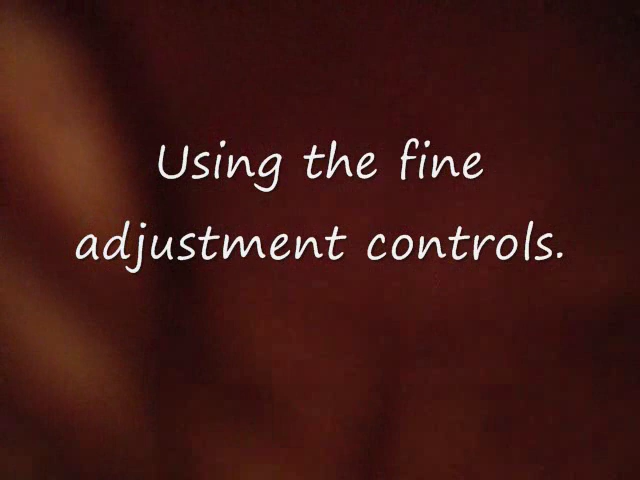 Using the fine
adjustment controls.